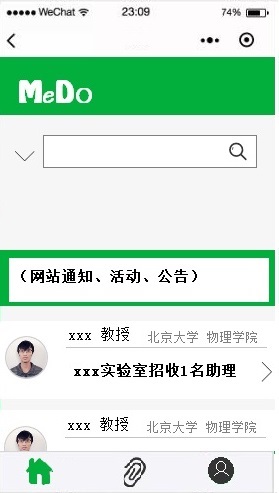 WeChat 23:09 74%
MeDo
(网站通知、活动、公告)
xxx 教授 北京大学 物理学院
xxx实验室招收1名助理
xxx 教授 北京大学 物理学院